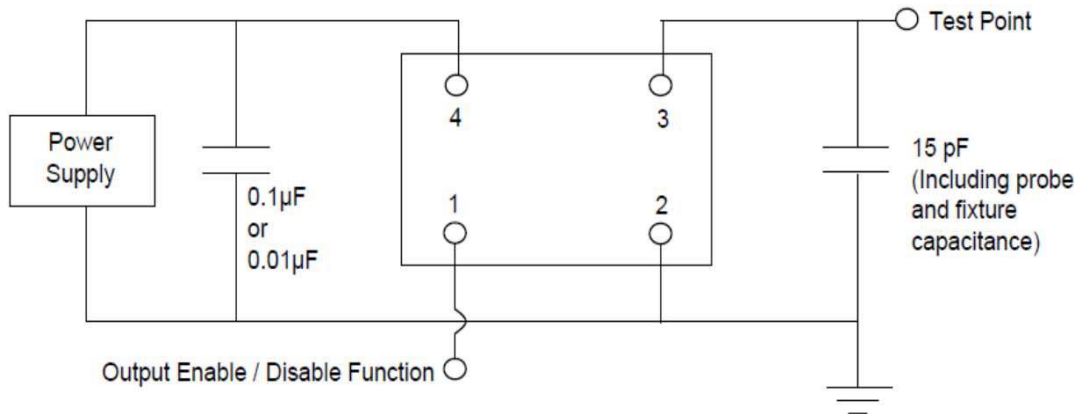 Test Point
4
3
Power
Supply
15 pF
(Including probe
and fixture
capacitance)
0.1µF
or
0.01µF
1
2
Output Enable / Disable Function